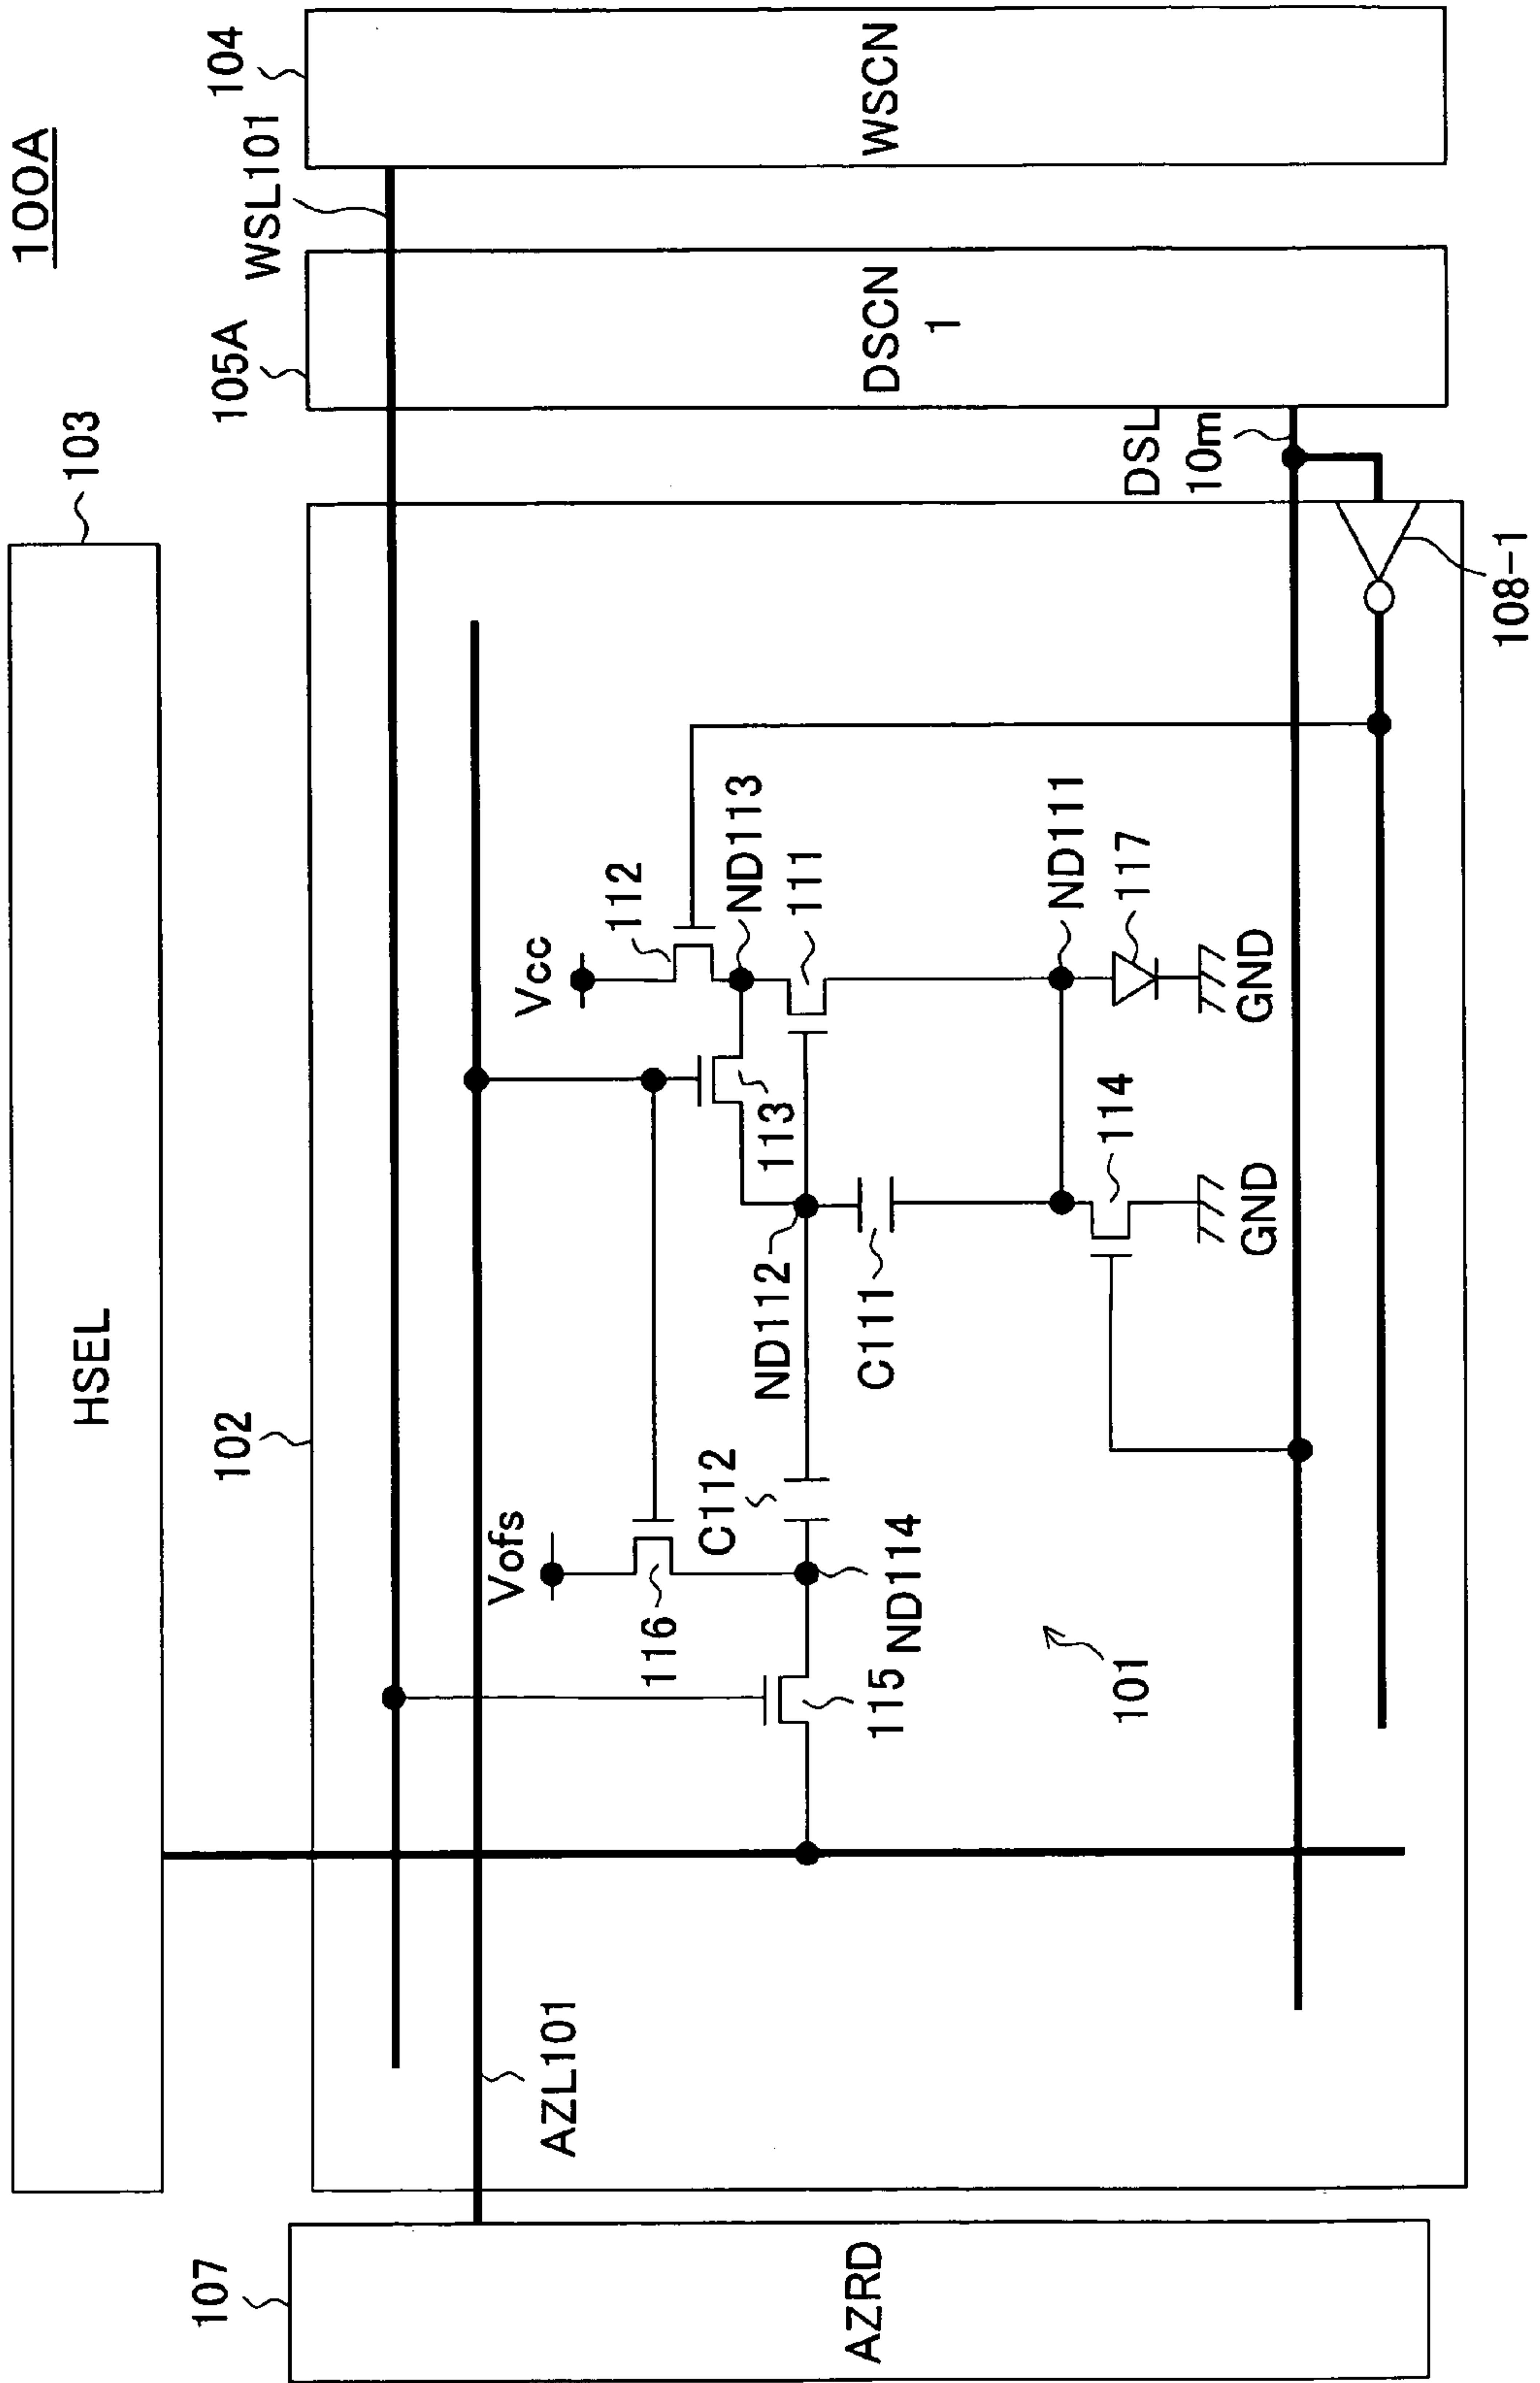 100A
HSEL
103
104
WSL101
105A
WSCN
DSCN
1
DSL
10m
102
107
AZRD
AZL101
108-1
Vcc
112
ND113
111
113
ND111
117
GND
114
GND
ND112
C111
C112
Vofs
116
ND114
115
101